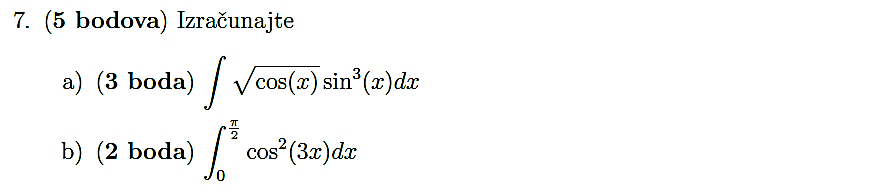 7. (5 bodova) Izračunajte
a) (3 boda) ∫ √cos(x) sin³(x)dx
b) (2 boda) ∫₀^{π/2} cos²(3x)dx